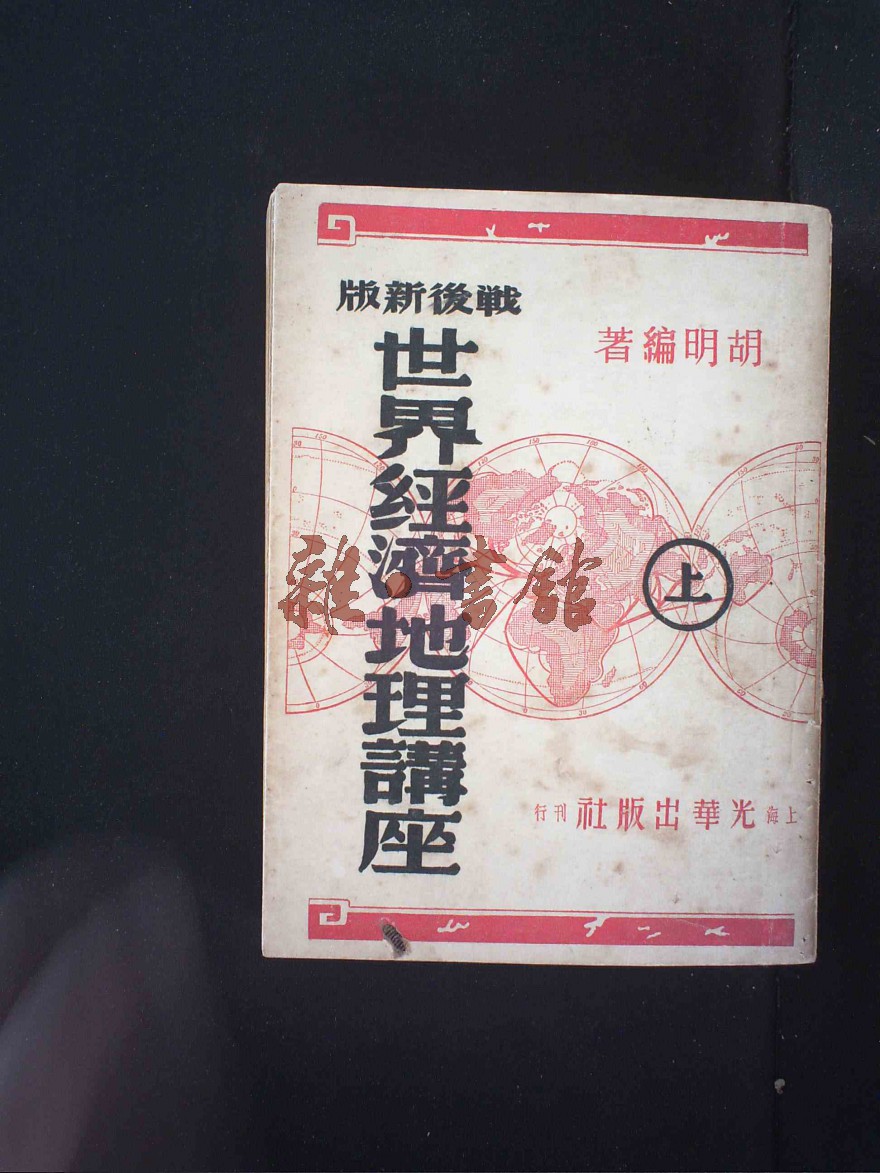 戰後新版
世界經濟地理講座
胡明編著
上
上海光華出版社刊行
雜·書館